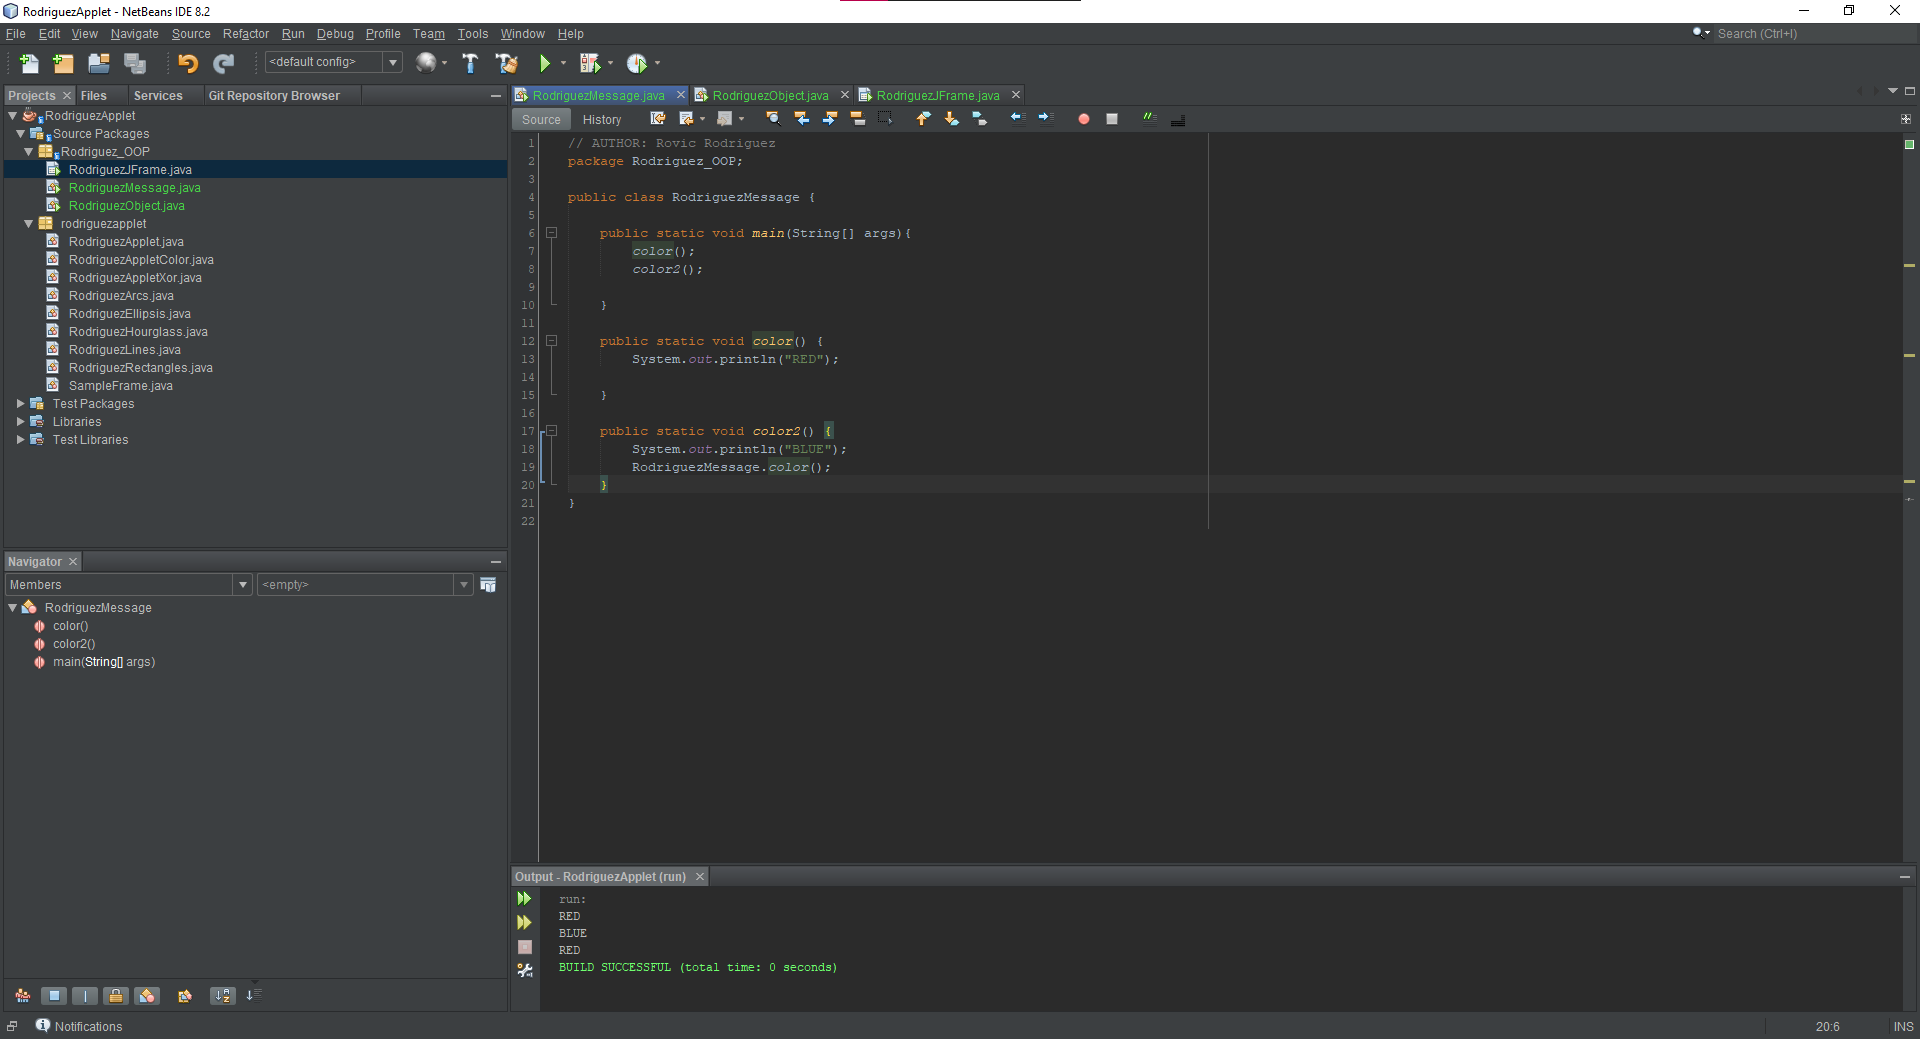 RodriguezApplet - NetBeans IDE 8.2
File Edit View Navigate Source Refactor Run Debug Profile Team Tools Window Help
Search (Ctrl+I)
<default config>
Projects Files Services Git Repository Browser
RodriguezApplet
Source Packages
Rodriguez_OOP
RodriguezJFrame.java
RodriguezMessage.java
RodriguezObject.java
rodriguezapplet
RodriguezApplet.java
RodriguezAppletColor.java
RodriguezAppletXor.java
RodriguezArcs.java
RodriguezEllipsis.java
RodriguezHourglass.java
RodriguezLines.java
RodriguezRectangles.java
SampleFrame.java
Test Packages
Libraries
Test Libraries
Navigator
Members <empty>
RodriguezMessage
color()
color2()
main(String[] args)
RodriguezMessage.java RodriguezObject.java RodriguezJFrame.java
Source History
1 // AUTHOR: Rovic Rodriguez
2 package Rodriguez_OOP;
3
4 public class RodriguezMessage {
5
6 public static void main(String[] args){
7 color();
8 color2();
9
10 }
11
12 public static void color() {
13 System.out.println("RED");
14
15 }
16
17 public static void color2() {
18 System.out.println("BLUE");
19 RodriguezMessage.color();
20 }
21 }
22
Output - RodriguezApplet (run)
run:
RED
BLUE
RED
BUILD SUCCESSFUL (total time: 0 seconds)
Notifications
20:6 INS